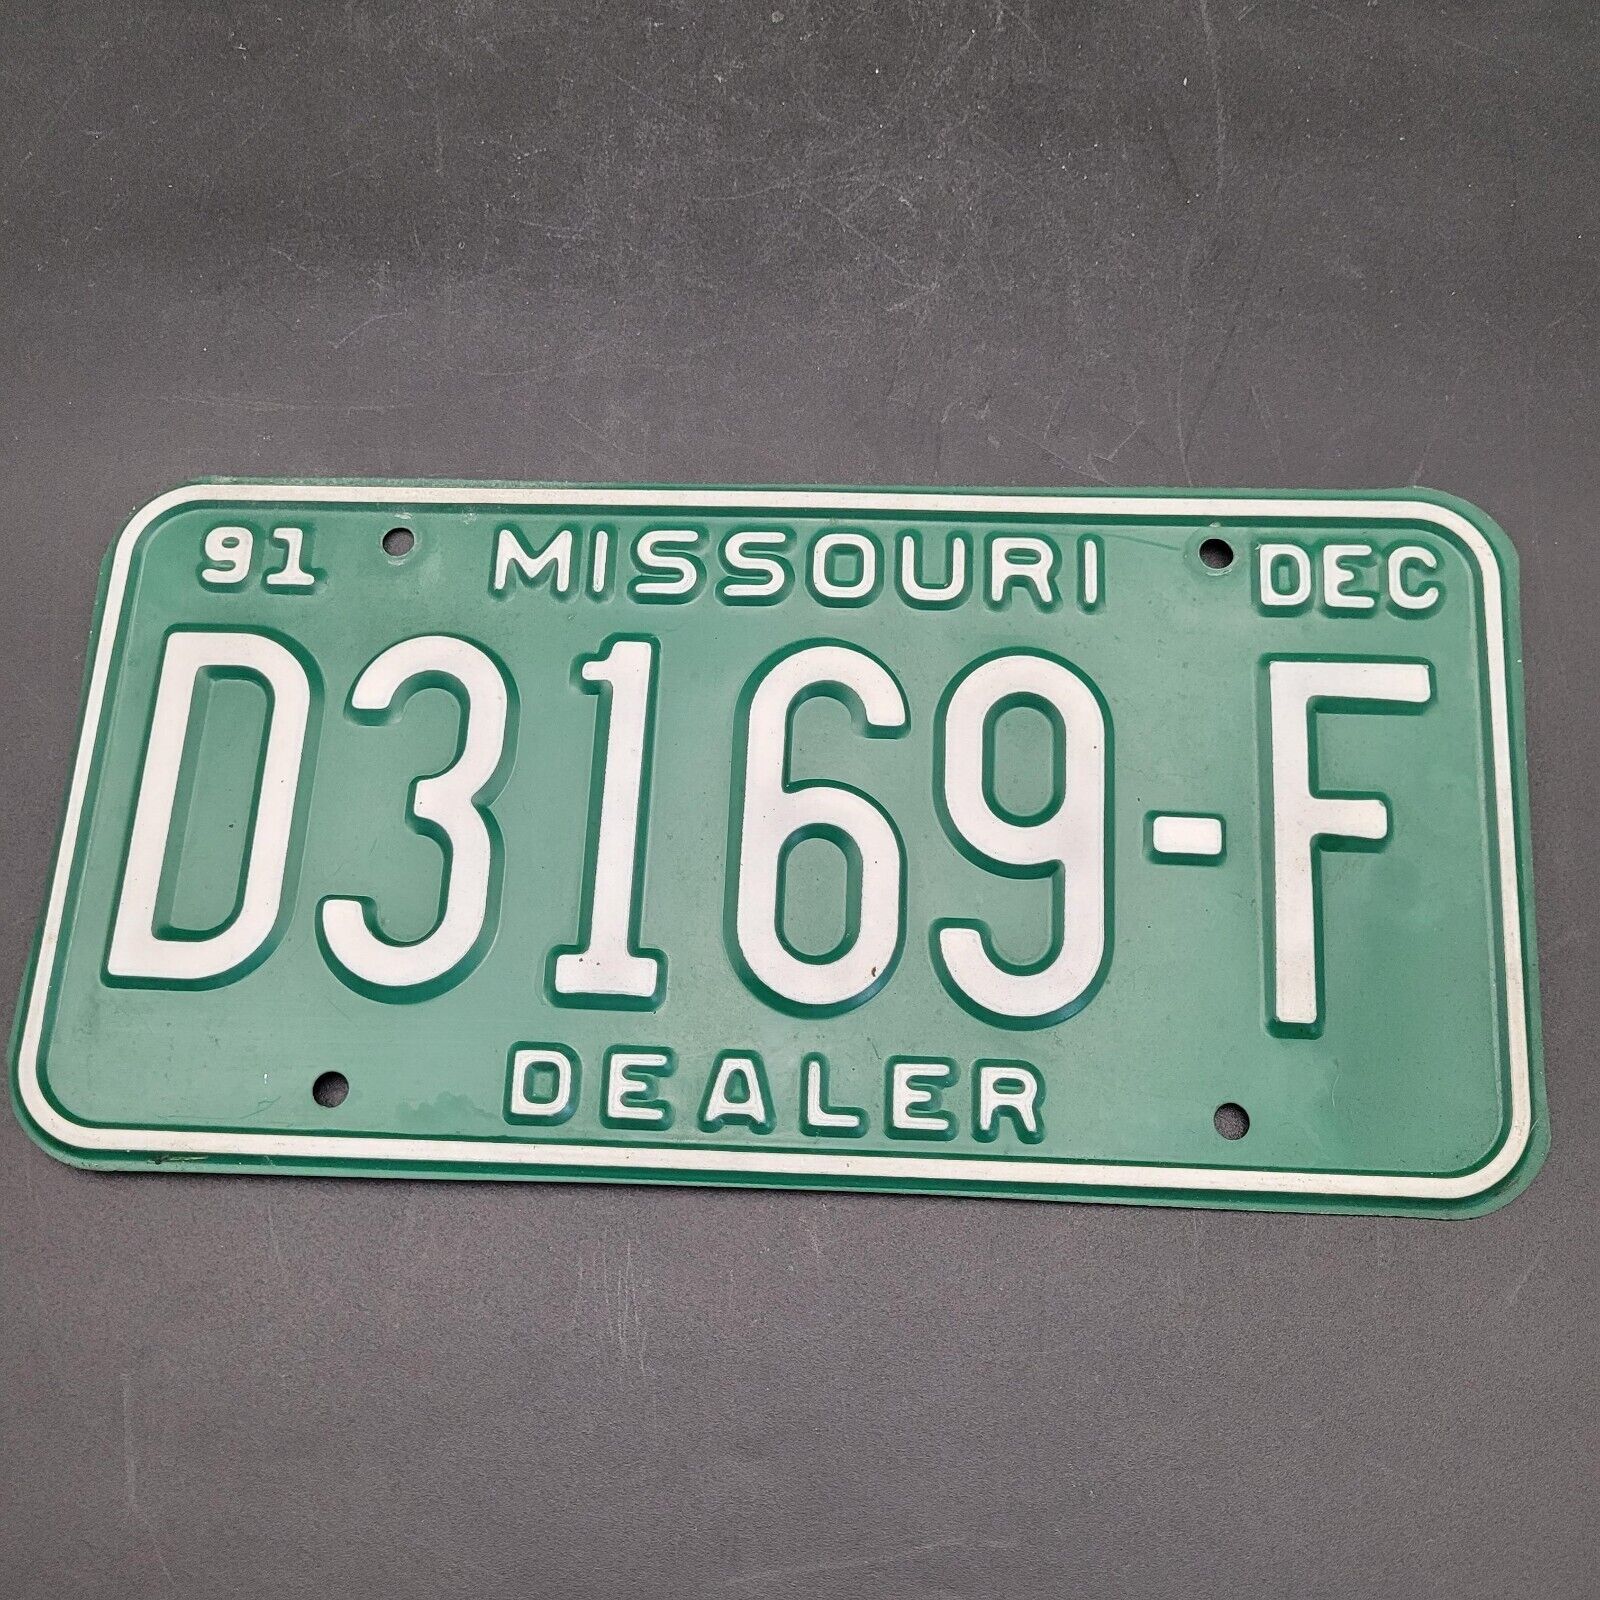 91 MISSOURI DEC
D3169-F
DEALER